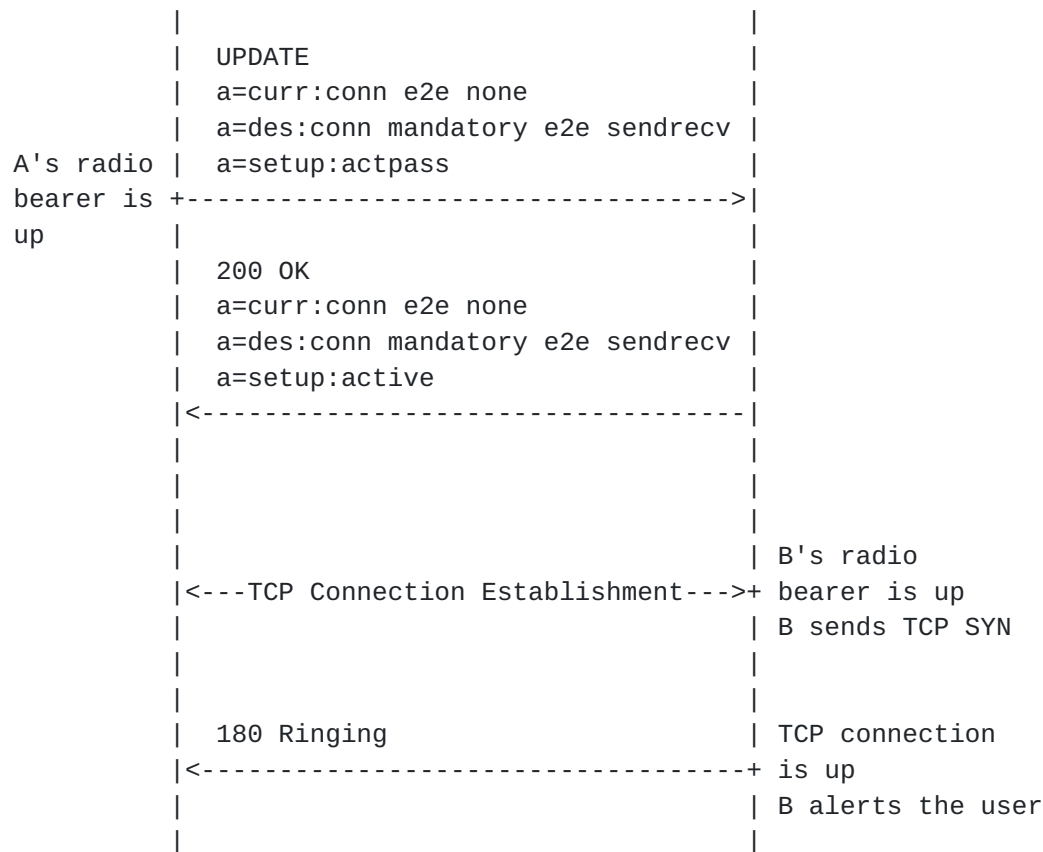 |                                    |
|  UPDATE                            |
|  a=curr:conn e2e none              |
|  a=des:conn mandatory e2e sendrecv |
A's radio |  a=setup:actpass                   |
bearer is +----------------------------------->|
up        |                                    |
|  200 OK                            |
|  a=curr:conn e2e none              |
|  a=des:conn mandatory e2e sendrecv |
|  a=setup:active                    |
|<-----------------------------------|
|                                    |
|                                    |
|                                    |
|                                    | B's radio
|<---TCP Connection Establishment--->+ bearer is up
|                                    | B sends TCP SYN
|                                    |
|                                    |
|  180 Ringing                       | TCP connection
|<-----------------------------------+ is up
|                                    | B alerts the user
|                                    |